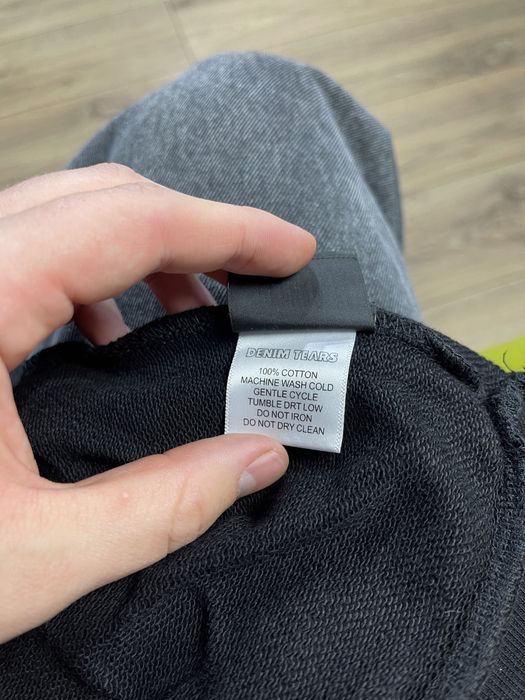 DENIM TEARS
100% COTTON
MACHINE WASH COLD
GENTLE CYCLE
TUMBLE DRT LOW
DO NOT IRON
DO NOT DRY CLEAN